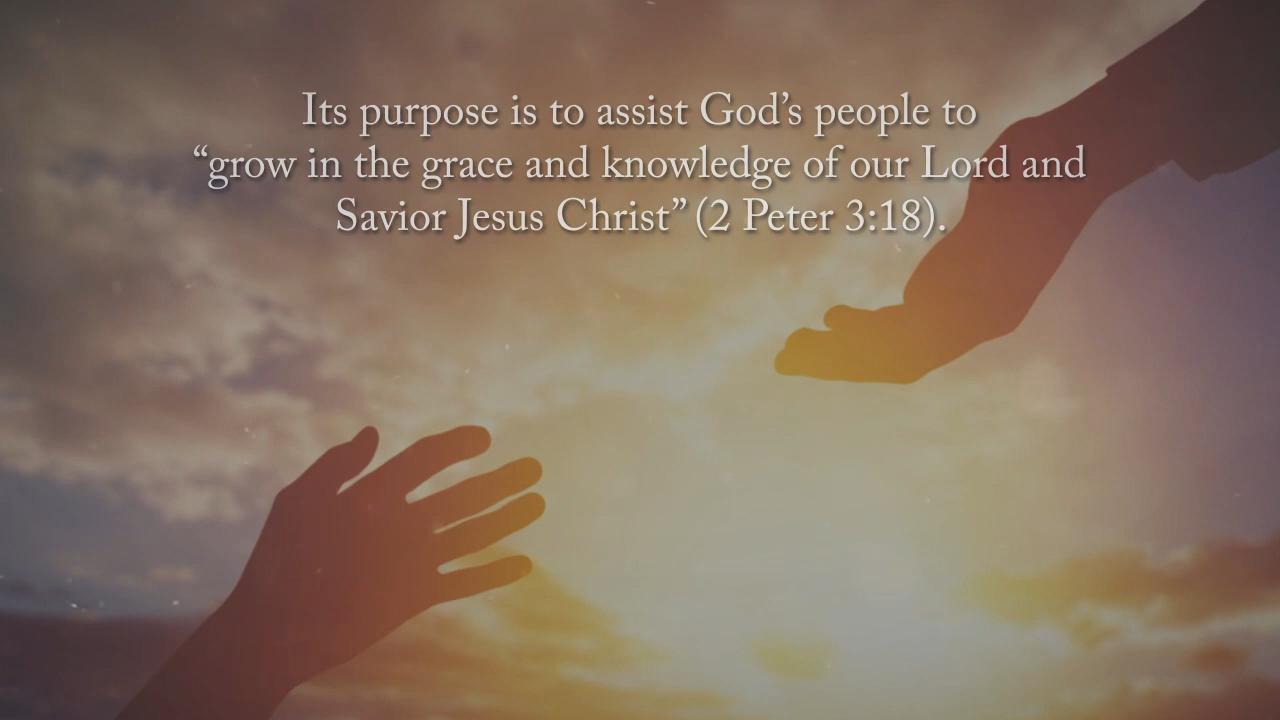 Its purpose is to assist God’s people to
“grow in the grace and knowledge of our Lord and
Savior Jesus Christ” (2 Peter 3:18).